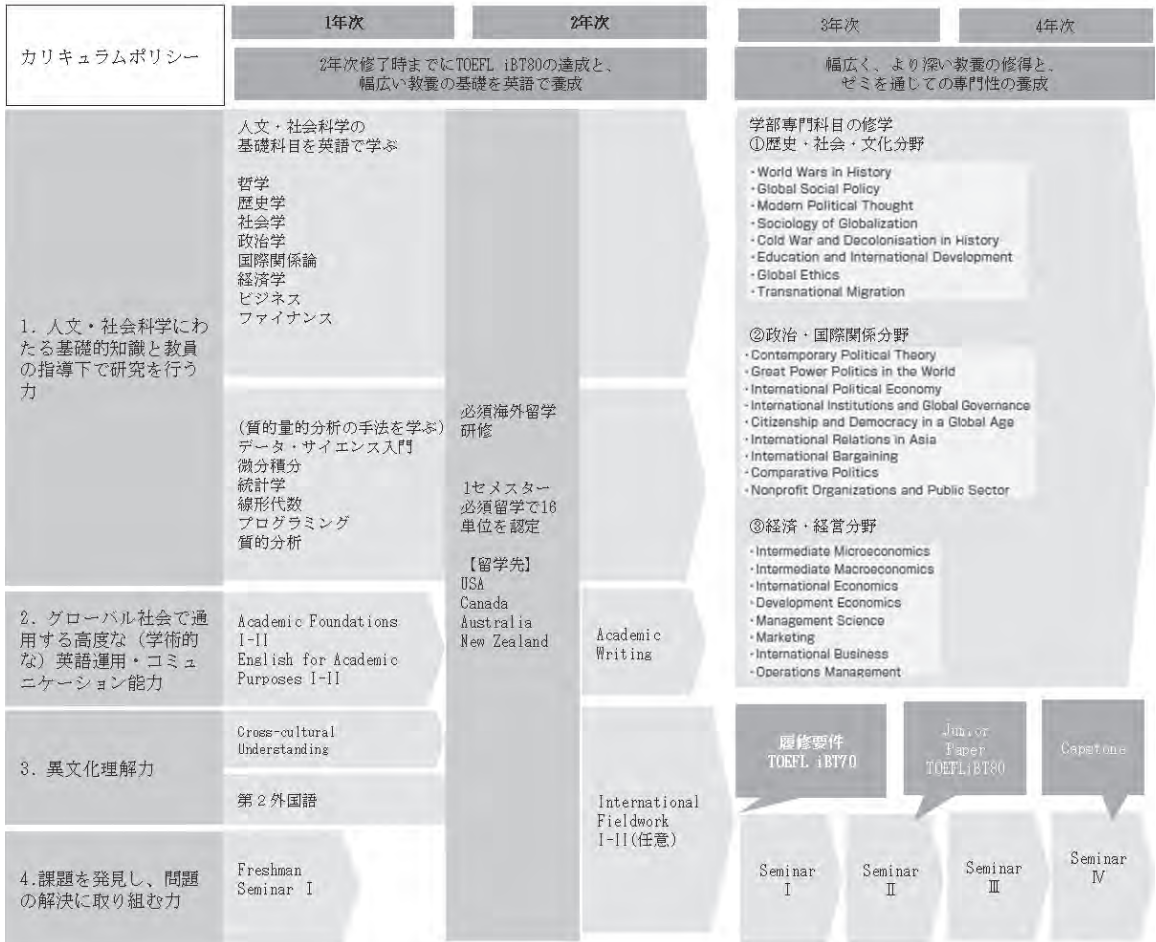 カリキュラムポリシー
1年次
2年次
3年次
4年次
2年次修了時までにTOEFL iBT80の達成と、
幅広い教養の基礎を英語で養成
幅広く、より深い教養の修得と、
ゼミを通しての専門性の養成
1. 人文・社会科学にわ
たる基礎的知識と教員
の指導下で研究を行う
力
人文・社会科学の
基礎科目を英語で学ぶ
哲学
歴史学
社会学
政治学
国際関係論
経済学
ビジネス
ファイナンス
(質的量的分析の手法を学ぶ)
データ・サイエンス入門
微分積分
統計学
線形代数
プログラミング
質的分析
必須海外留学
研修
1セメスター
必須留学で16
単位を認定
【留学先】
USA
Canada
Australia
New Zealand
学部専門科目の修学
①歴史・社会・文化分野
・World Wars in History
・Global Social Policy
・Modern Political Thought
・Sociology of Globalization
・Cold War and Decolonisation in History
・Education and International Development
・Global Ethics
・Transnational Migration
②政治・国際関係分野
・Contemporary Political Theory
・Great Power Politics in the World
・International Political Economy
・International Institutions and Global Governance
・Citizenship and Democracy in a Global Age
・International Relations in Asia
・International Bargaining
・Comparative Politics
・Nonprofit Organizations and Public Sector
③経済・経営分野
・Intermediate Microeconomics
・Intermediate Macroeconomics
・International Economics
・Development Economics
・Management Science
・Marketing
・International Business
・Operations Management
2. グローバル社会で通
用する高度な（学術的
な）英語運用・コミュ
ニケーション能力
Academic Foundations
I-II
English for Academic
Purposes I-II
Academic
Writing
3. 異文化理解力
Cross-cultural
Understanding
第２外国語
International
Fieldwork
I-II(任意)
履修要件
TOEFL iBT70
Junior
Paper
TOEFLiBT80
Capstone
4.課題を発見し、問題
の解決に取り組む力
Freshman
Seminar I
Seminar
Ⅰ
Seminar
Ⅱ
Seminar
Ⅲ
Seminar
Ⅳ